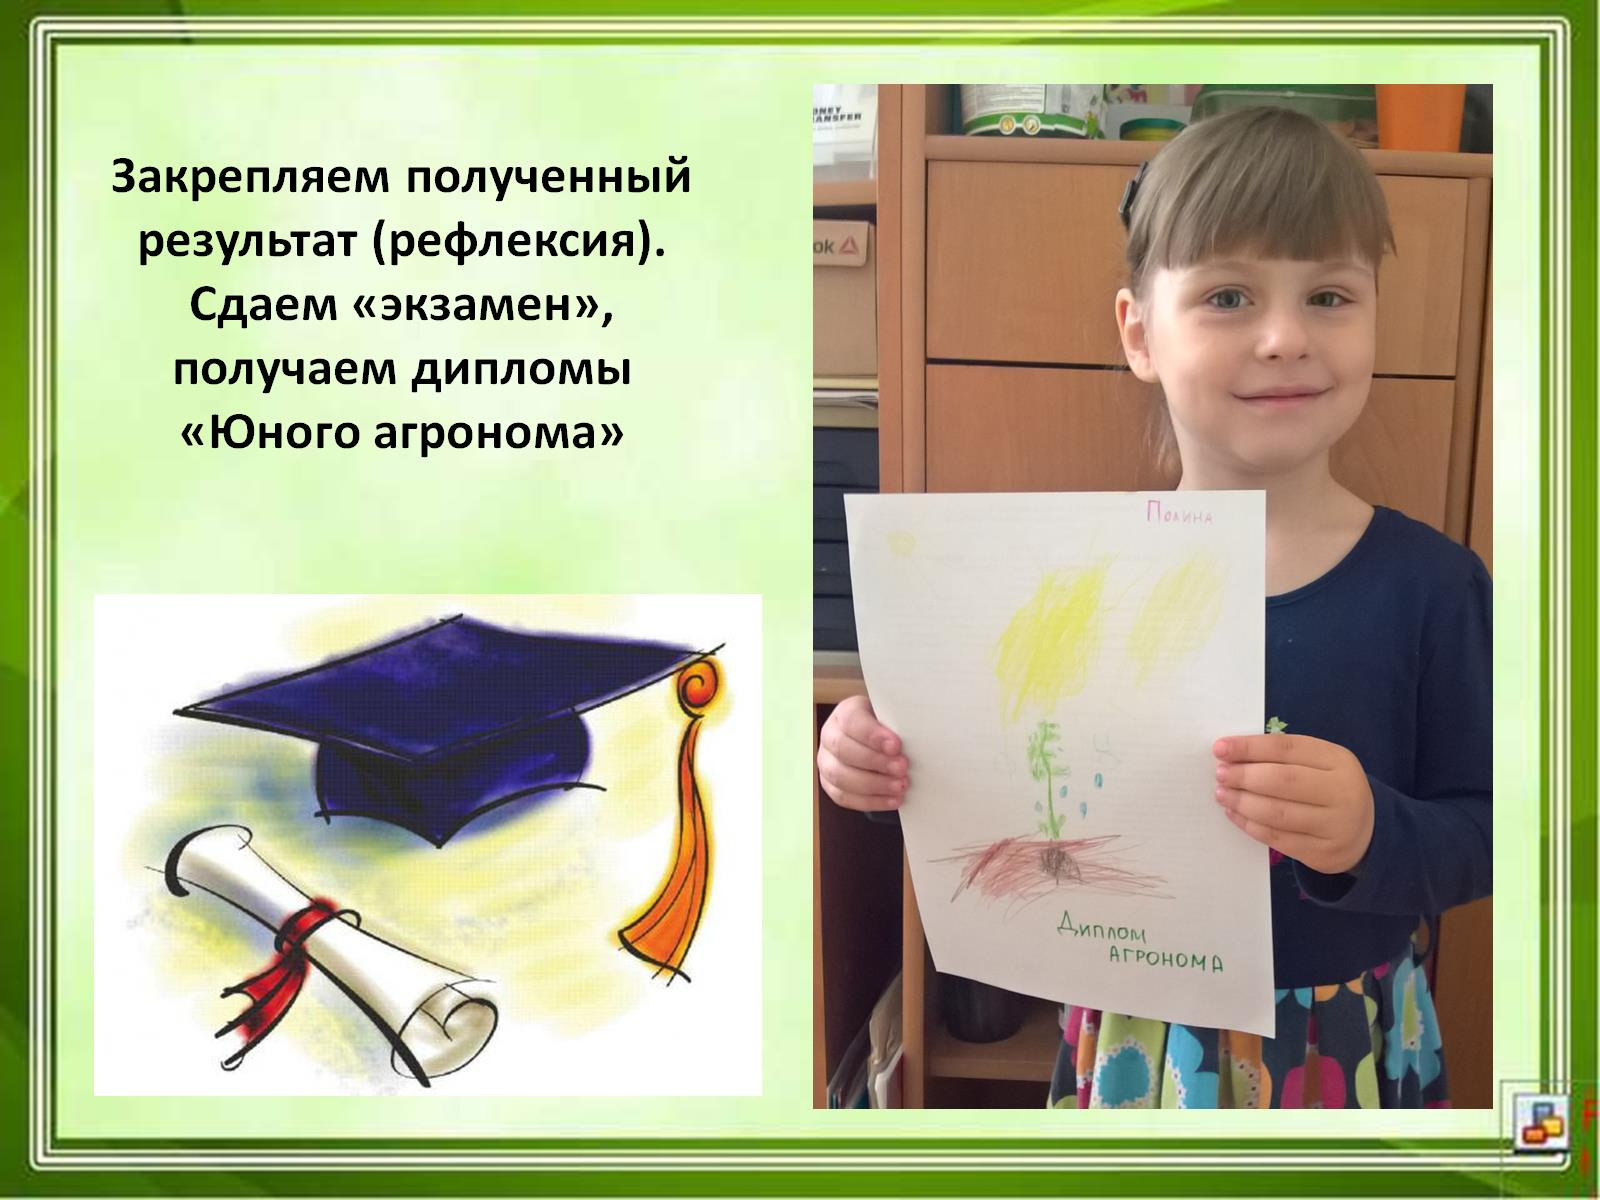 Закрепляем полученный
результат (рефлексия).
Сдаем «экзамен»,
получаем дипломы
«Юного агронома»
Полина
Диплом
агронома